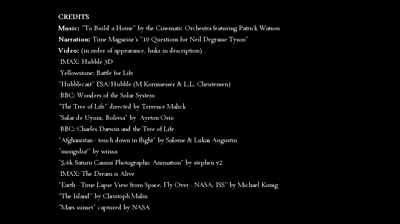 CREDITS
Music: "To Build a Home" by the Cinematic Orchestra featuring Patrick Watson
Narration: Time Magazine's "10 Questions for Neil Degrasse Tyson"
Video: (in order of appearance, links in description)
IMAX: Hubble 3D
Yellowstone: Battle for Life
"Hubblecast" ESA/Hubble (M Kornmesser & L.L. Christensen)
BBC: Wonders of the Solar System
"The Tree of Life" directed by Terrence Malick
"Salar de Uyuni, Bolivia" by Ayrton Orio
BBC: Charles Darwin and the Tree of Life
"Afghanistan - touch down in flight" by Salome & Lukas Augustin
"mongolia!" by wiissa
"5.6k Saturn Cassini Photographic Animation" by stephen v2
IMAX: The Dream is Alive
"Earth - Time Lapse View from Space, Fly Over - NASA, ISS" by Michael Konig
"The Island" by Christoph Malin
"Mars sunset" captured by NASA